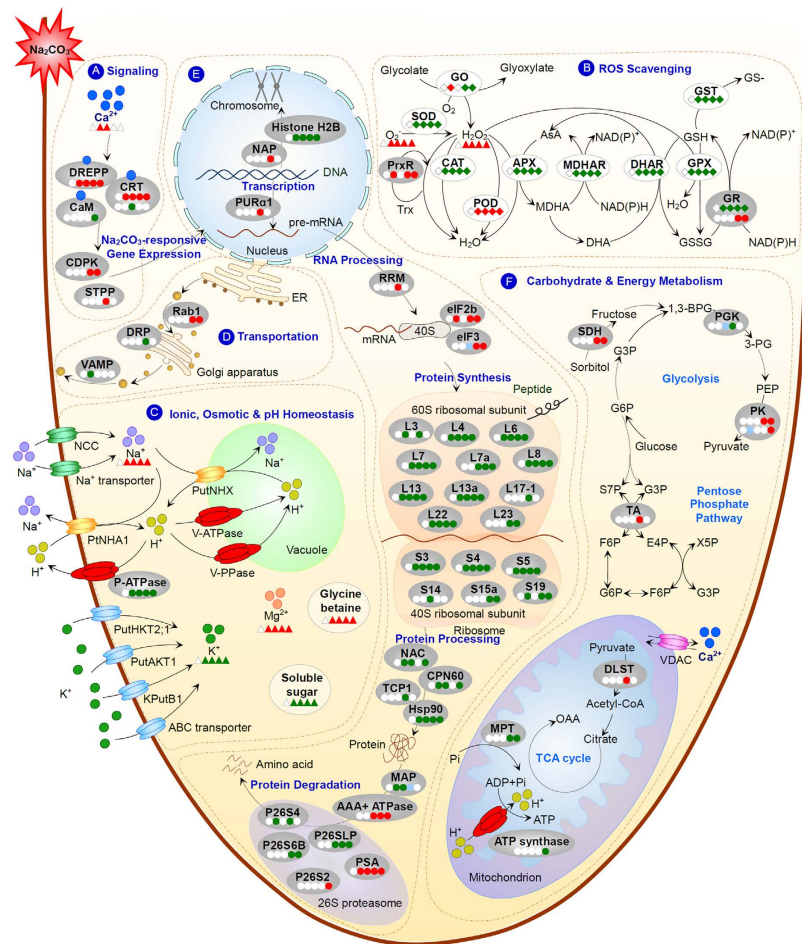 Na₂CO₃
A Signaling
Ca²⁺
DREPP
CRT
CaM
CDPK
STPP
Na₂CO₃-responsive
Gene Expression
E
Chromosome
Histone H2B
NAP
DNA
Transcription
PURα1
pre-mRNA
Nucleus
RNA Processing
ER
RRM
eIF2b
eIF3
mRNA
40S
B ROS Scavenging
Glycolate
GO
Glyoxylate
O₂
GST
GS-
SOD
O₂⁻
H₂O₂
AsA
NAD(P)⁺
GSH
NAD(P)⁺
PrxR
CAT
APX
MDHAR
DHAR
GPX
Trx
POD
MDHA
NAD(P)H
H₂O
GR
H₂O
DHA
GSSG
NAD(P)H
D Transportation
Rab1
DRP
VAMP
Golgi apparatus
F Carbohydrate & Energy Metabolism
Fructose
1,3-BPG
PGK
SDH
3-PG
Sorbitol
G3P
Glycolysis
PEP
G6P
PK
Glucose
Pyruvate
S7P
G3P
Pentose
Phosphate
Pathway
TA
F6P
E4P
X5P
G6P
F6P
G3P
Protein Synthesis
Peptide
60S ribosomal subunit
L3
L4
L6
L7
L7a
L8
L13
L13a
L17-1
L22
L23
S3
S4
S5
S14
S15a
S19
40S ribosomal subunit
Ribosome
C Ionic, Osmotic & pH Homeostasis
NCC
Na⁺
Na⁺
Na⁺
Na⁺ transporter
PutNHX
H⁺
Na⁺
PtNHA1
H⁺
V-ATPase
Vacuole
H⁺
V-PPase
P-ATPase
Mg²⁺
Glycine
betaine
PutHKT2;1
K⁺
PutAKT1
K⁺
KPutB1
Soluble
sugar
ABC transporter
Protein Processing
NAC
CPN60
TCP1
Hsp90
Protein
Amino acid
Protein Degradation
MAP
AAA+ ATPase
P26S4
P26SLP
P26S6B
PSA
P26S2
26S proteasome
Pyruvate
VDAC
Ca²⁺
DLST
Acetyl-CoA
MPT
OAA
Citrate
Pi
TCA cycle
ADP+Pi
H⁺
ATP
H⁺
ATP synthase
Mitochondrion